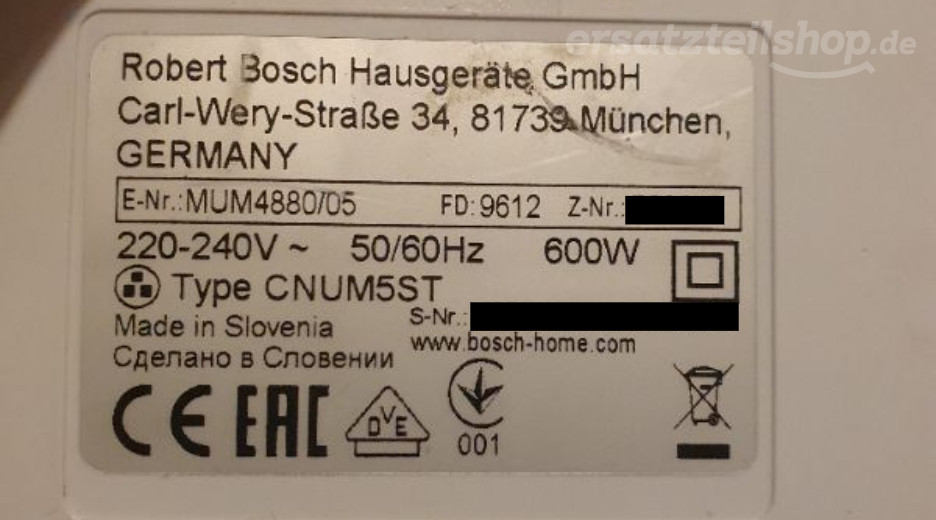 ersatzteilshop.de
Robert Bosch Hausgeräte GmbH
Carl-Wery-Straße 34, 81739 München,
GERMANY
E-Nr.:MUM4880/05 FD:9612 Z-Nr.:
220-240V ~ 50/60Hz 600W
Type CNUM5ST
Made in Slovenia S-Nr.:
Сделано в Словении www.bosch-home.com
CE EAC DVE
001